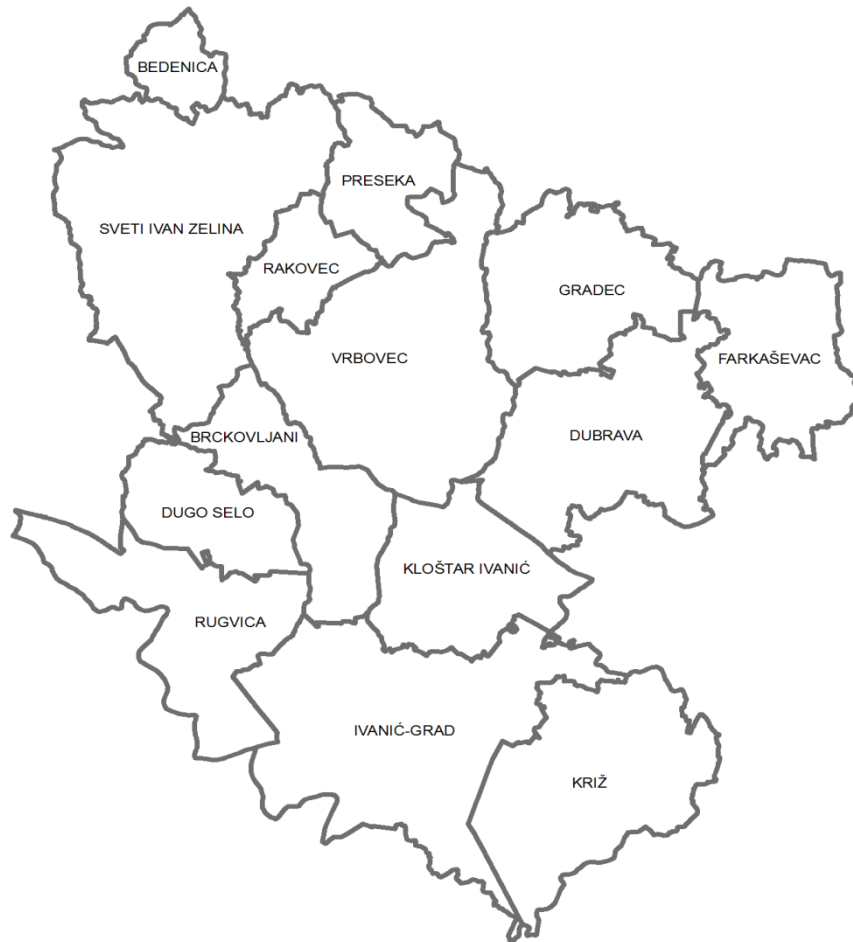 BEDENICA
PRESEKA
SVETI IVAN ZELINA
RAKOVEC
GRADEC
VRBOVEC
FARKAŠEVAC
BRCKOVLJANI
DUBRAVA
DUGO SELO
KLOŠTAR IVANIĆ
RUGVICA
IVANIĆ-GRAD
KRIŽ